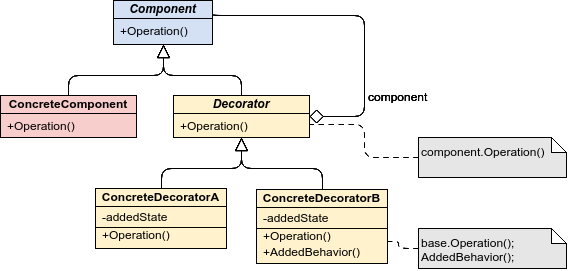 Component
+Operation()
component
ConcreteComponent
+Operation()
Decorator
+Operation()
component.Operation()
ConcreteDecoratorA
-addedState
+Operation()
ConcreteDecoratorB
-addedState
+Operation()
+AddedBehavior()
base.Operation();
AddedBehavior();